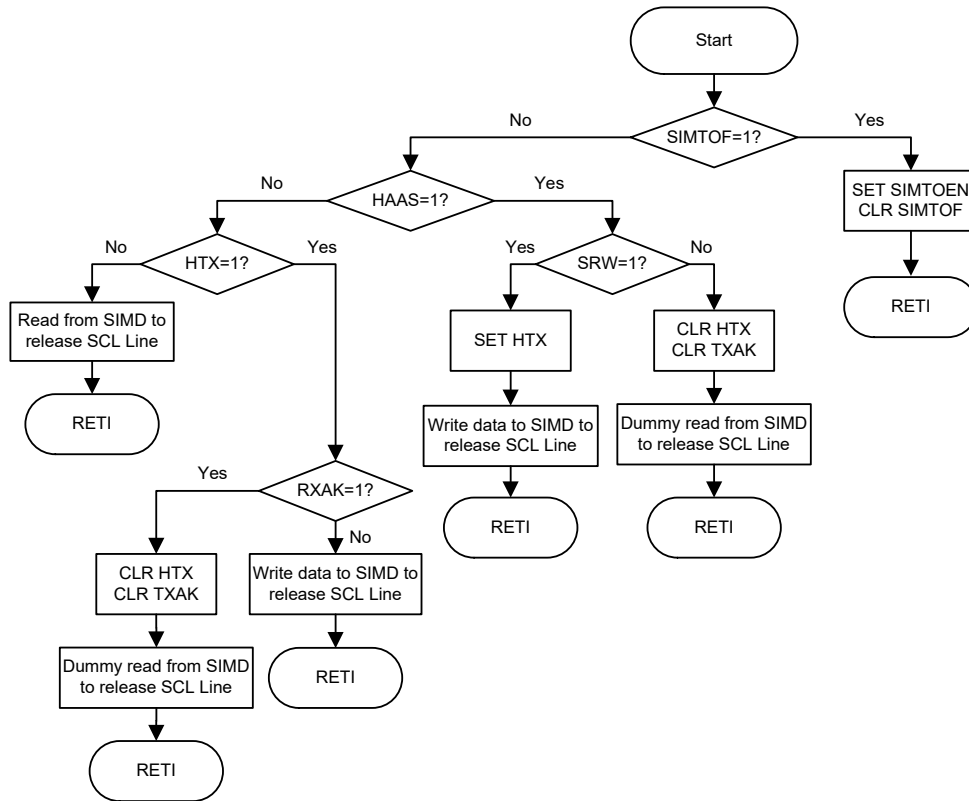 Start
No
SIMTOF=1?
Yes
No
HAAS=1?
Yes
SET SIMTOEN
CLR SIMTOF
No
HTX=1?
Yes
Yes
SRW=1?
No
RETI
Read from SIMD to
release SCL Line
SET HTX
CLR HTX
CLR TXAK
RETI
Write data to SIMD to
release SCL Line
Dummy read from SIMD
to release SCL Line
Yes
RXAK=1?
No
RETI
RETI
CLR HTX
CLR TXAK
Write data to SIMD to
release SCL Line
Dummy read from SIMD
to release SCL Line
RETI
RETI